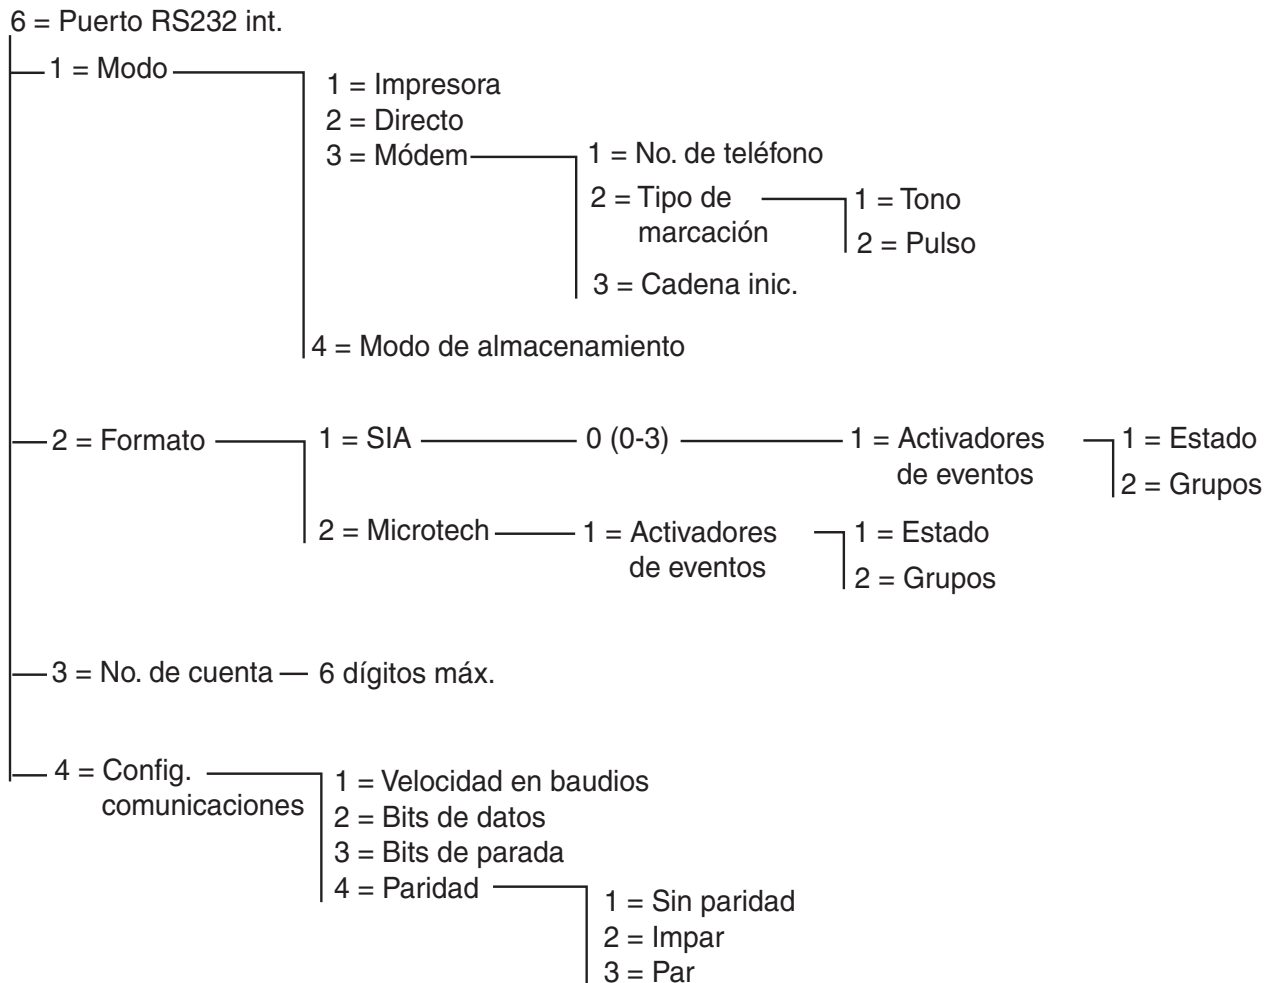 6 = Puerto RS232 int.
1 = Modo
1 = Impresora
2 = Directo
3 = Módem
1 = No. de teléfono
2 = Tipo de
marcación
1 = Tono
2 = Pulso
3 = Cadena inic.
4 = Modo de almacenamiento
2 = Formato
1 = SIA
0 (0-3)
1 = Activadores
de eventos
1 = Estado
2 = Grupos
2 = Microtech
1 = Activadores
de eventos
1 = Estado
2 = Grupos
3 = No. de cuenta
6 dígitos máx.
4 = Config.
comunicaciones
1 = Velocidad en baudios
2 = Bits de datos
3 = Bits de parada
4 = Paridad
1 = Sin paridad
2 = Impar
3 = Par